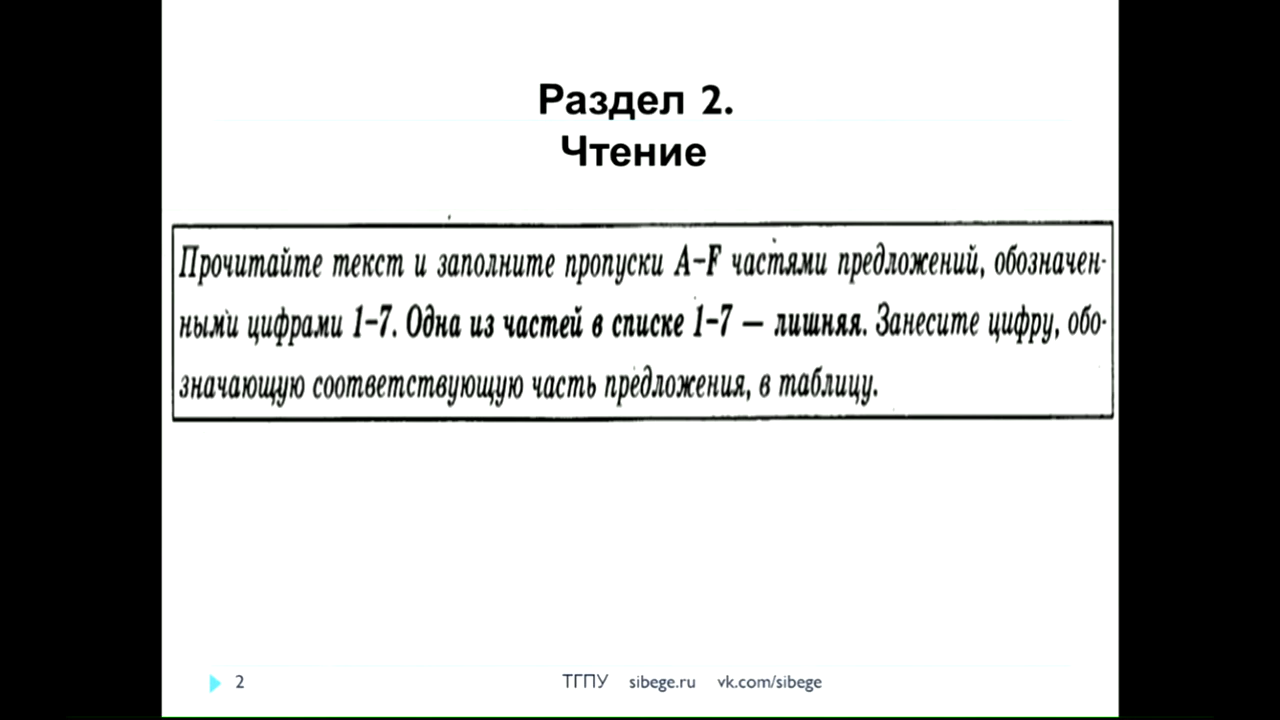 Раздел 2.
Чтение
Прочитайте текст и заполните пропуски A–F частями предложений, обозначен-
ными цифрами 1–7. Одна из частей в списке 1–7 — лишняя. Занесите цифру, обо-
значающую соответствующую часть предложения, в таблицу.
2 ТГПУ sibege.ru vk.com/sibege